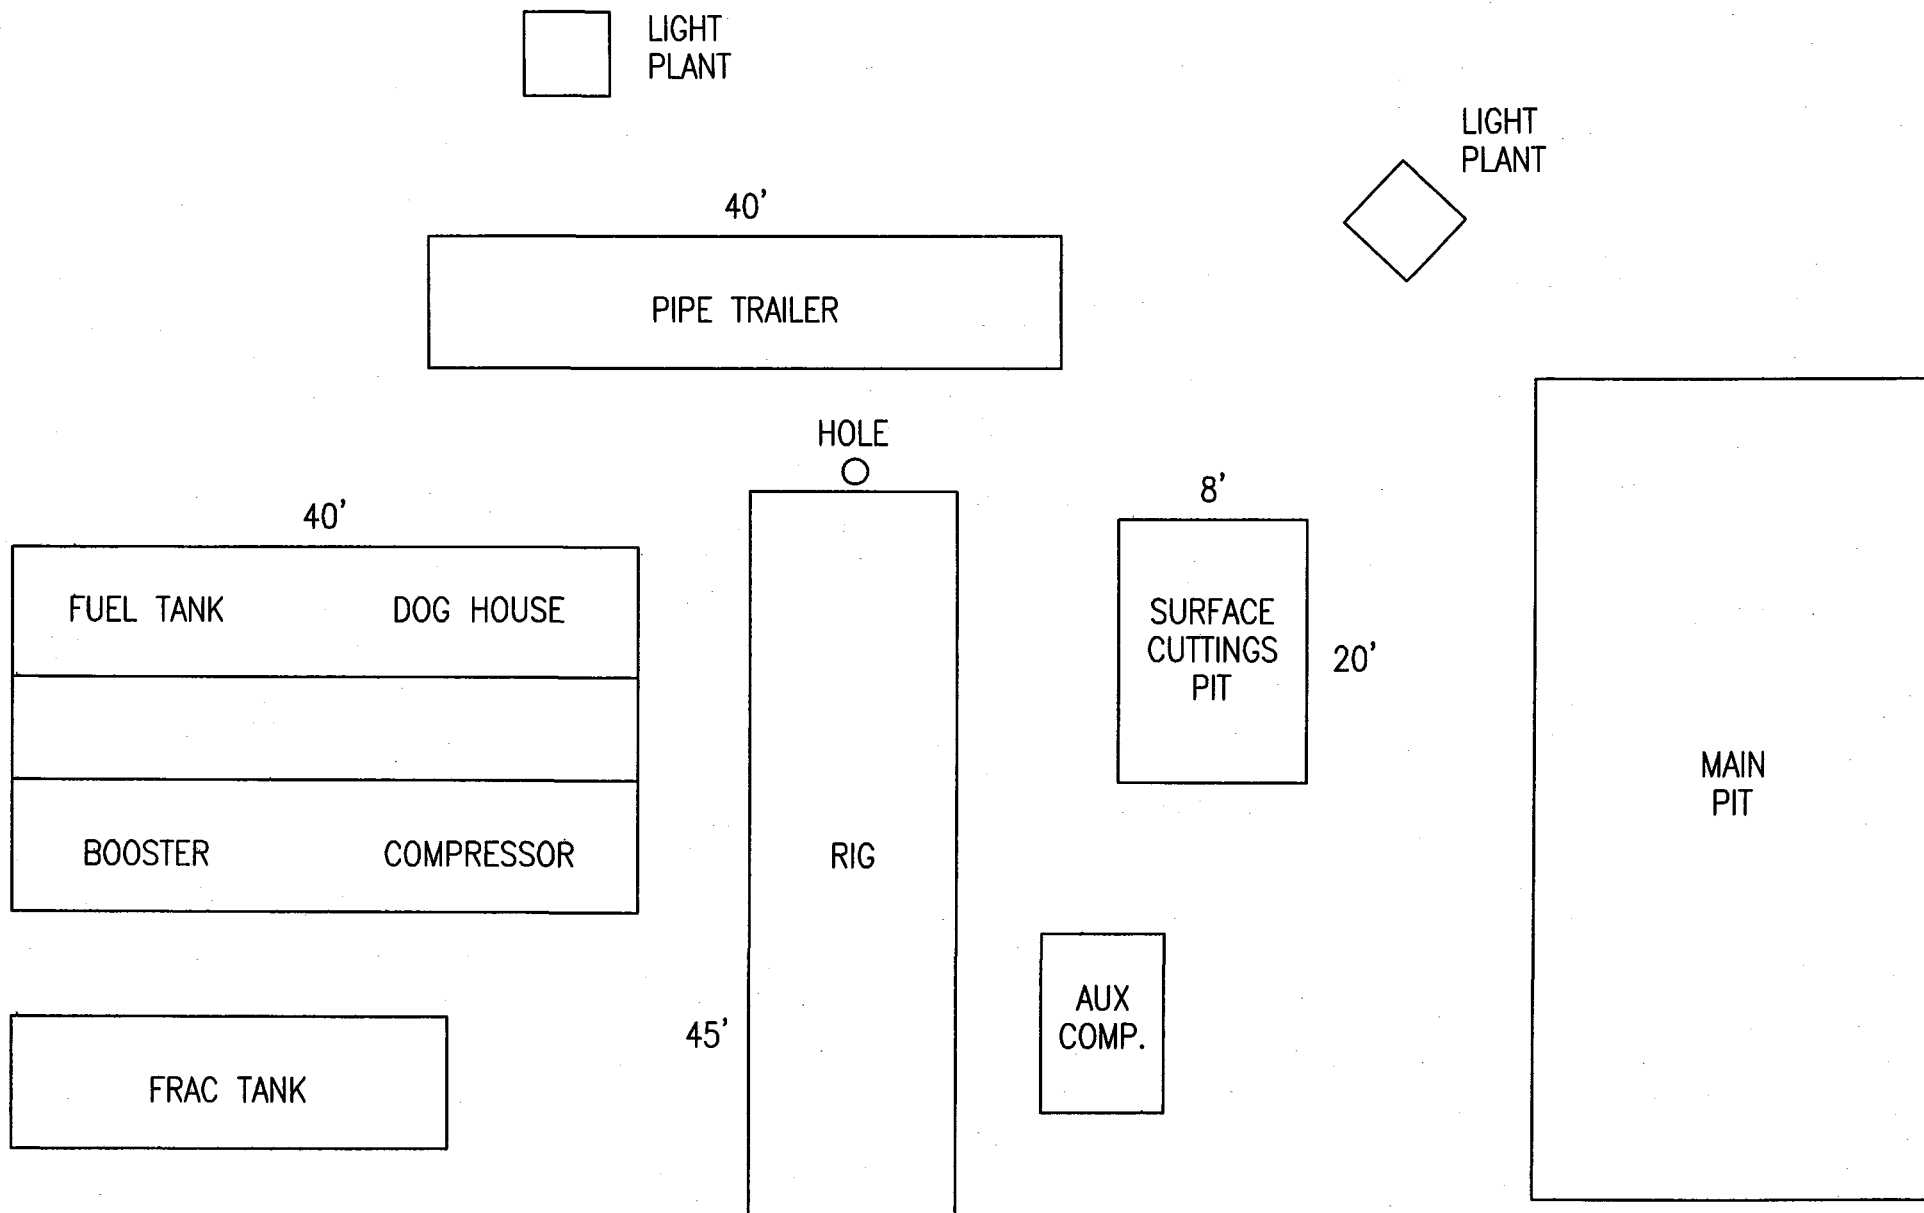 LIGHT
PLANT
LIGHT
PLANT
40'
PIPE TRAILER
HOLE
8'
40'
FUEL TANK
DOG HOUSE
SURFACE
CUTTINGS
PIT
20'
MAIN
PIT
BOOSTER
COMPRESSOR
RIG
AUX
COMP.
45'
FRAC TANK